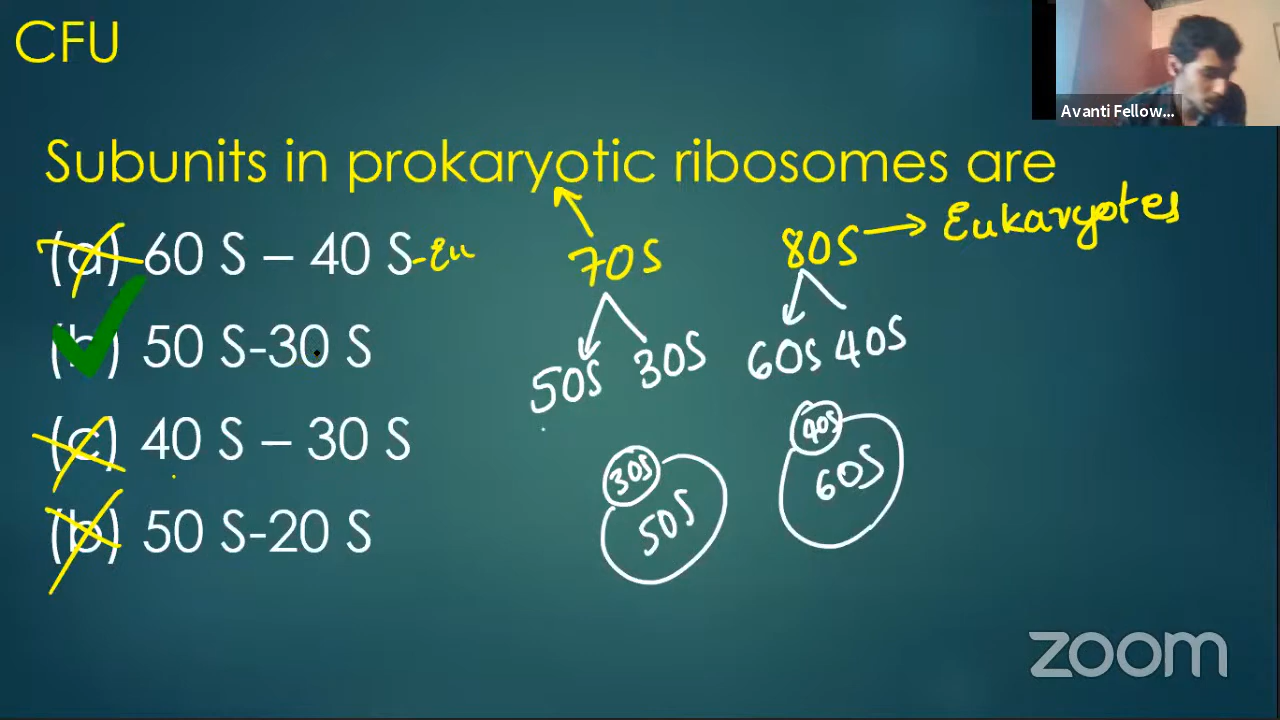 CFU
Avanti Fellow...
Subunits in prokaryotic ribosomes are
(a) 60 S – 40 S -Eu
(b) 50 S-30 S
(c) 40 S – 30 S
(b) 50 S-20 S
70S
80S → Eukaryotes
50S 30S
60S 40S
30S
50S
40S
60S
zoom